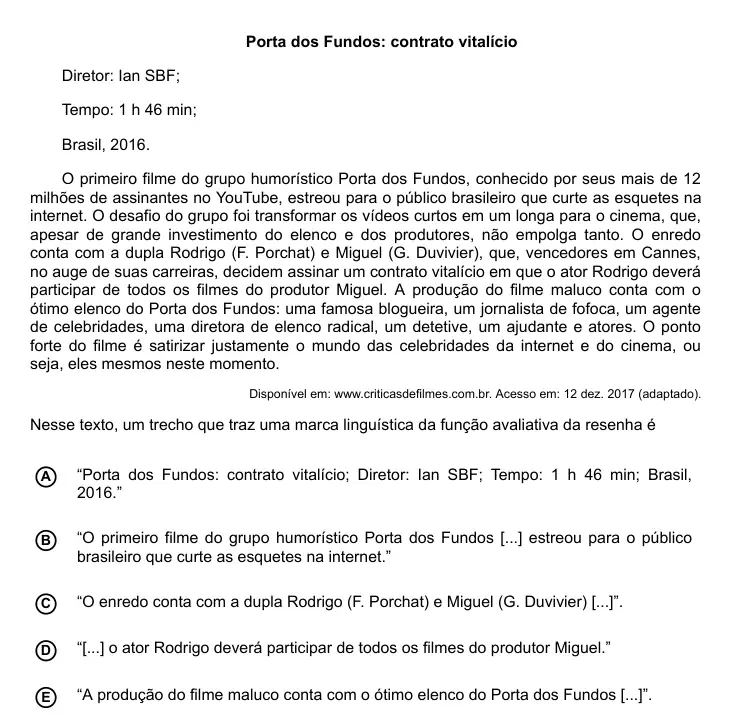 Porta dos Fundos: contrato vitalício
Diretor: Ian SBF;
Tempo: 1 h 46 min;
Brasil, 2016.
O primeiro filme do grupo humorístico Porta dos Fundos, conhecido por seus mais de 12
milhões de assinantes no YouTube, estreou para o público brasileiro que curte as esquetes na
internet. O desafio do grupo foi transformar os vídeos curtos em um longa para o cinema, que,
apesar de grande investimento do elenco e dos produtores, não empolga tanto. O enredo
conta com a dupla Rodrigo (F. Porchat) e Miguel (G. Duvivier), que, vencedores em Cannes,
no auge de suas carreiras, decidem assinar um contrato vitalício em que o ator Rodrigo deverá
participar de todos os filmes do produtor Miguel. A produção do filme maluco conta com o
ótimo elenco do Porta dos Fundos: uma famosa blogueira, um jornalista de fofoca, um agente
de celebridades, uma diretora de elenco radical, um detetive, um ajudante e atores. O ponto
forte do filme é satirizar justamente o mundo das celebridades da internet e do cinema, ou
seja, eles mesmos neste momento.
Disponível em: www.criticasdefilmes.com.br. Acesso em: 12 dez. 2017 (adaptado).
Nesse texto, um trecho que traz uma marca linguística da função avaliativa da resenha é
A "Porta dos Fundos: contrato vitalício; Diretor: Ian SBF; Tempo: 1 h 46 min; Brasil,
2016."
B "O primeiro filme do grupo humorístico Porta dos Fundos [...] estreou para o público
brasileiro que curte as esquetes na internet."
C "O enredo conta com a dupla Rodrigo (F. Porchat) e Miguel (G. Duvivier) [...]".
D "[...] o ator Rodrigo deverá participar de todos os filmes do produtor Miguel."
E "A produção do filme maluco conta com o ótimo elenco do Porta dos Fundos [...]".